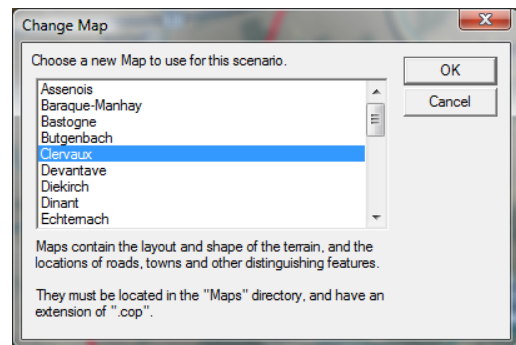 Change Map
Choose a new Map to use for this scenario.
OK
Cancel
Assenois
Baraque-Manhay
Bastogne
Butgenbach
Clervaux
Devantave
Diekirch
Dinant
Echternach
Maps contain the layout and shape of the terrain, and the
locations of roads, towns and other distinguishing features.
They must be located in the "Maps" directory, and have an
extension of ".cop".